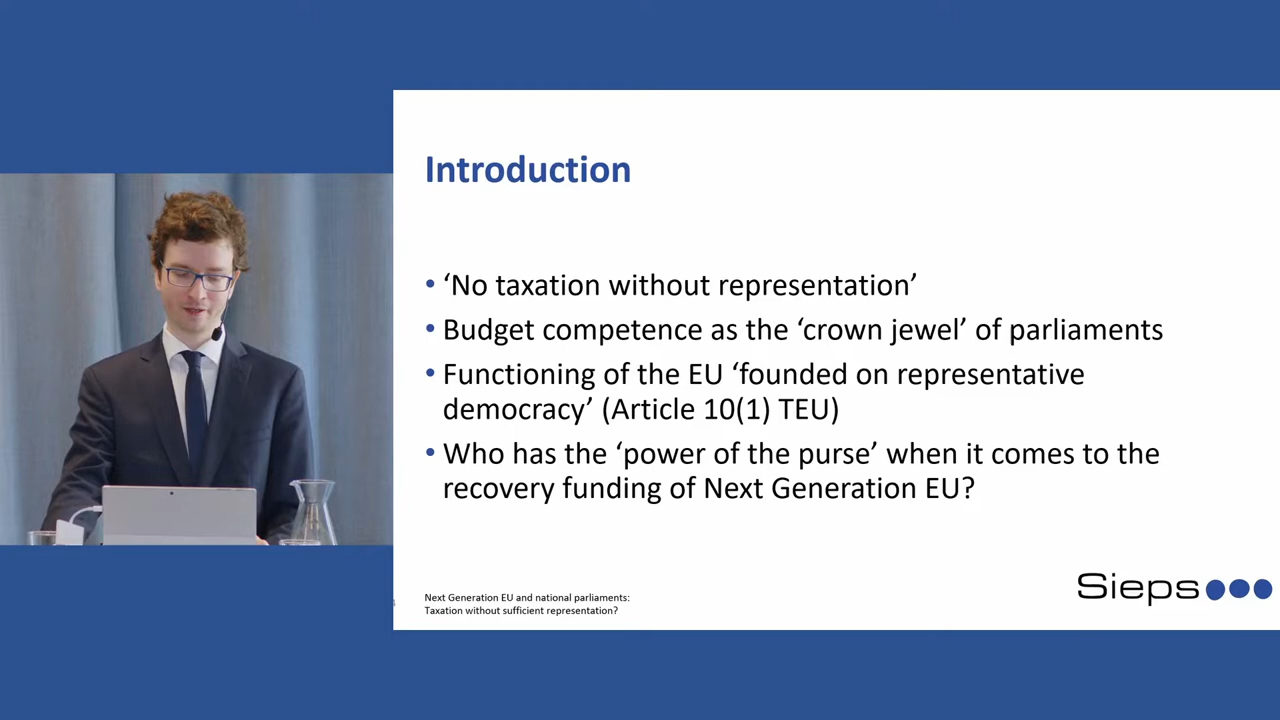 Introduction
• ‘No taxation without representation’
• Budget competence as the ‘crown jewel’ of parliaments
• Functioning of the EU ‘founded on representative
democracy’ (Article 10(1) TEU)
• Who has the ‘power of the purse’ when it comes to the
recovery funding of Next Generation EU?
Next Generation EU and national parliaments:
Taxation without sufficient representation?
Sieps